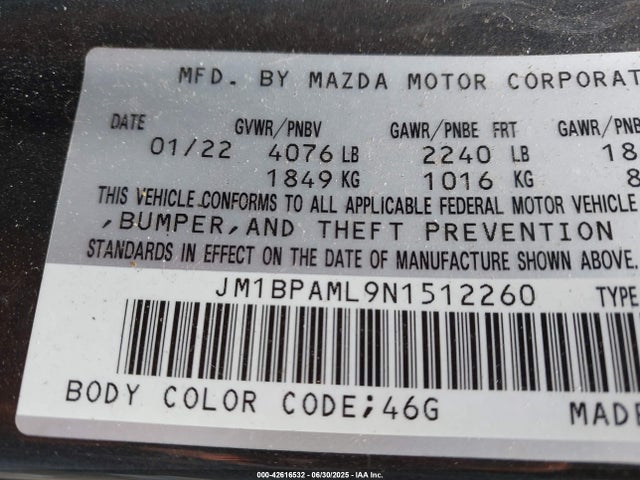 MFD. BY MAZDA MOTOR CORPORAT
DATE GVWR/PNBV GAWR/PNBE FRT GAWR/PNB
01/22 4076 LB 2240 LB 18
1849 KG 1016 KG 8
THIS VEHICLE CONFORMS TO ALL APPLICABLE FEDERAL MOTOR VEHICLE
,BUMPER,AND THEFT PREVENTION
STANDARDS IN EFFECT ON THE DATE OF MANUFACTURE SHOWN ABOVE.
JM1BPAML9N1512260 TYPE
BODY COLOR CODE;46G MADE
000-42616532 - 06/30/2025 - IAA Inc.